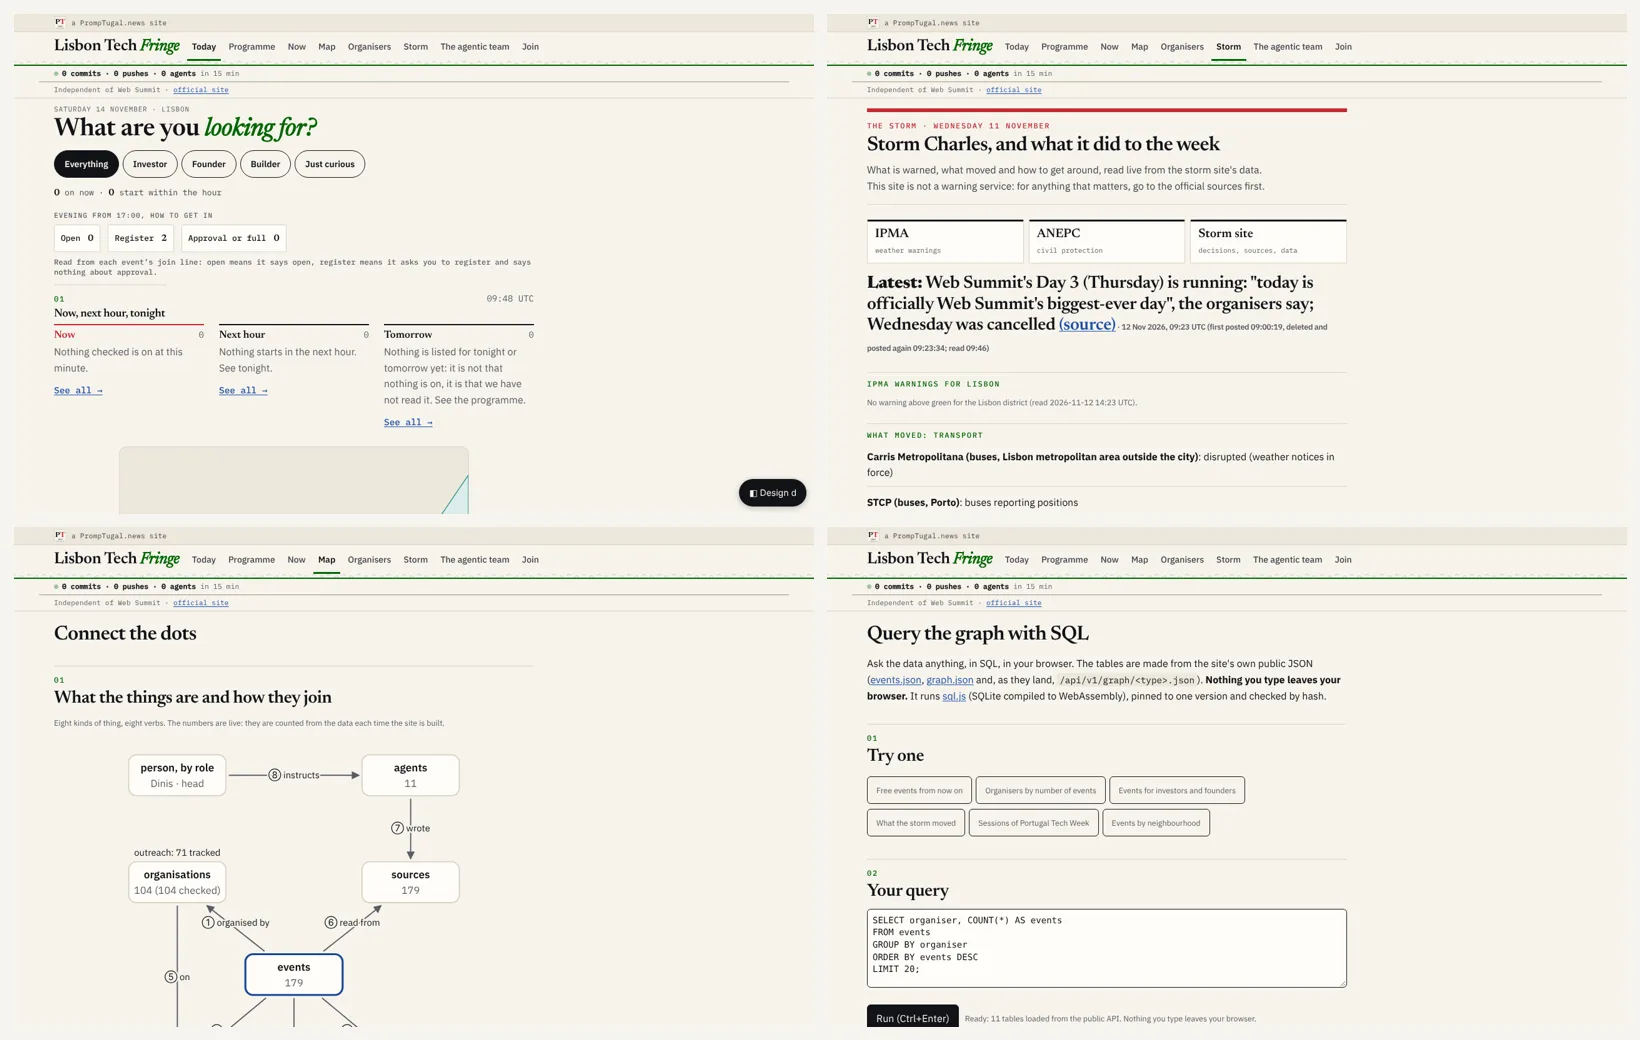 PT a PrompTugal.news site
Lisbon Tech Fringe Today Programme Now Map Organisers Storm The agentic team Join
0 commits · 0 pushes · 0 agents in 15 min
Independent of Web Summit · official site
SATURDAY 14 NOVEMBER · LISBON
What are you looking for?
Everything Investor Founder Builder Just curious
0 on now · 0 start within the hour
EVENING FROM 17:00, HOW TO GET IN
Open 0 Register 2 Approval or full 0
Read from each event's join line: open means it says open, register means it asks you to register and says
nothing about approval.
01 09:48 UTC
Now, next hour, tonight
Now 0
Nothing checked is on at this
minute.
See all →
Next hour 0
Nothing starts in the next hour.
See tonight.
See all →
Tomorrow 0
Nothing is listed for tonight or
tomorrow yet: it is not that
nothing is on, it is that we have
not read it. See the programme.
See all →
Design d
PT a PrompTugal.news site
Lisbon Tech Fringe Today Programme Now Map Organisers Storm The agentic team Join
0 commits · 0 pushes · 0 agents in 15 min
Independent of Web Summit · official site
THE STORM · WEDNESDAY 11 NOVEMBER
Storm Charles, and what it did to the week
What is warned, what moved and how to get around, read live from the storm site's data.
This site is not a warning service: for anything that matters, go to the official sources first.
IPMA
weather warnings
ANEPC
civil protection
Storm site
decisions, sources, data
Latest: Web Summit's Day 3 (Thursday) is running: "today is
officially Web Summit's biggest-ever day", the organisers say;
Wednesday was cancelled (source) · 12 Nov 2026, 09:23 UTC (first posted 09:00:19, deleted and
posted again 09:23:34; read 09:46)
IPMA WARNINGS FOR LISBON
No warning above green for the Lisbon district (read 2026-11-12 14:23 UTC).
WHAT MOVED: TRANSPORT
Carris Metropolitana (buses, Lisbon metropolitan area outside the city): disrupted (weather notices in
force)
STCP (buses, Porto): buses reporting positions
PT a PrompTugal.news site
Lisbon Tech Fringe Today Programme Now Map Organisers Storm The agentic team Join
0 commits · 0 pushes · 0 agents in 15 min
Independent of Web Summit · official site
Connect the dots
01
What the things are and how they join
Eight kinds of thing, eight verbs. The numbers are live: they are counted from the data each time the site is built.
person, by role
Dinis · head
8 instructs
agents
11
7 wrote
outreach: 71 tracked
organisations
104 (104 checked)
sources
179
1 organised by
6 read from
events
179
5 on
PT a PrompTugal.news site
Lisbon Tech Fringe Today Programme Now Map Organisers Storm The agentic team Join
0 commits · 0 pushes · 0 agents in 15 min
Independent of Web Summit · official site
Query the graph with SQL
Ask the data anything, in SQL, in your browser. The tables are made from the site's own public JSON
(events.json, graph.json and, as they land, /api/v1/graph/<type>.json). Nothing you type leaves your
browser. It runs sql.js (SQLite compiled to WebAssembly), pinned to one version and checked by hash.
01
Try one
Free events from now on Organisers by number of events Events for investors and founders
What the storm moved Sessions of Portugal Tech Week Events by neighbourhood
02
Your query
SELECT organiser, COUNT(*) AS events
FROM events
GROUP BY organiser
ORDER BY events DESC
LIMIT 20;
Run (Ctrl+Enter) Ready: 11 tables loaded from the public API. Nothing you type leaves your browser.